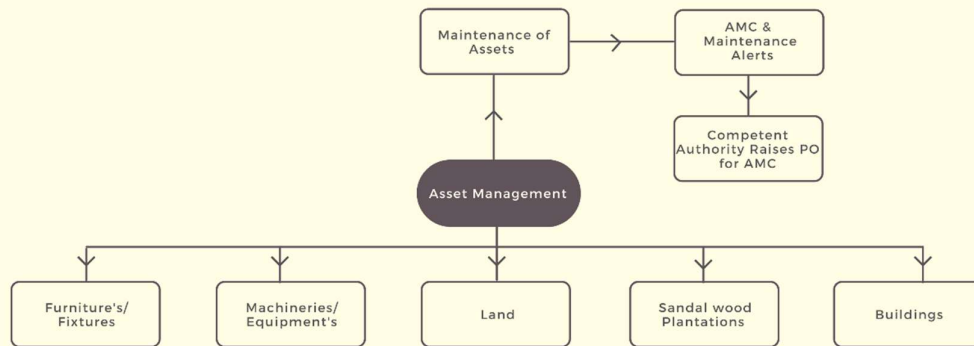 Maintenance of
Assets
AMC &
Maintenance
Alerts
Competent
Authority Raises PO
for AMC
Asset Management
Furniture's/
Fixtures
Machineries/
Equipment's
Land
Sandal wood
Plantations
Buildings